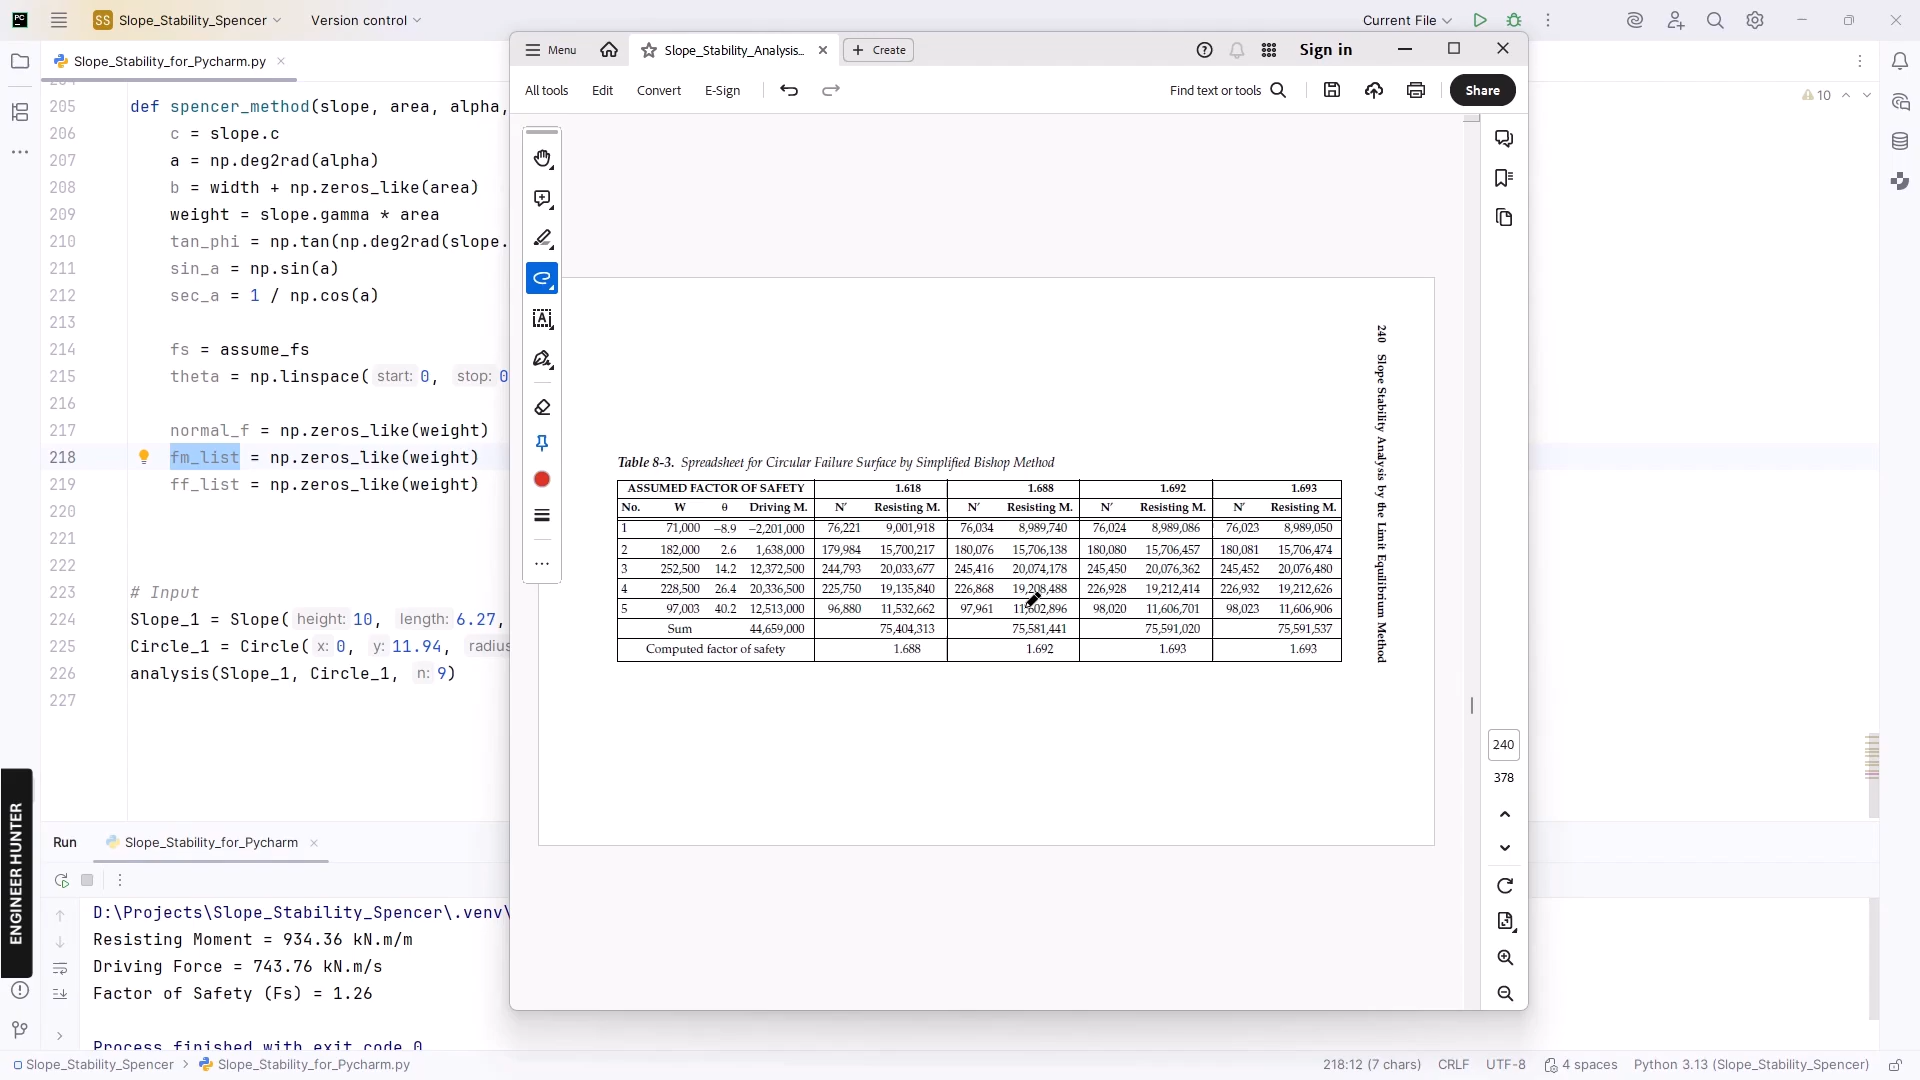 PC
SS Slope_Stability_Spencer
Version control
Current File
Slope_Stability_for_Pycharm.py
10
205 def spencer_method(slope, area, alpha,
206 c = slope.c
207 a = np.deg2rad(alpha)
208 b = width + np.zeros_like(area)
209 weight = slope.gamma * area
210 tan_phi = np.tan(np.deg2rad(slope.
211 sin_a = np.sin(a)
212 sec_a = 1 / np.cos(a)
213
214 fs = assume_fs
215 theta = np.linspace( start: 0, stop: 0
216
217 normal_f = np.zeros_like(weight)
218 fm_list = np.zeros_like(weight)
219 ff_list = np.zeros_like(weight)
220
221
222
223 # Input
224 Slope_1 = Slope( height: 10, length: 6.27,
225 Circle_1 = Circle( x: 0, y: 11.94, radius
226 analysis(Slope_1, Circle_1, n: 9)
227
Menu
Slope_Stability_Analysis...
Create
Sign in
All tools
Edit
Convert
E-Sign
Find text or tools
Share
240 Slope Stability Analysis by the Limit Equilibrium Method
Table 8-3. Spreadsheet for Circular Failure Surface by Simplified Bishop Method
ASSUMED FACTOR OF SAFETY 1.618 1.688 1.692 1.693
No. W θ Driving M. N′ Resisting M. N′ Resisting M. N′ Resisting M. N′ Resisting M.
1 71,000 −8.9 −2,201,000 76,221 9,001,918 76,034 8,989,740 76,024 8,989,086 76,023 8,989,050
2 182,000 2.6 1,638,000 179,984 15,700,217 180,076 15,706,138 180,080 15,706,457 180,081 15,706,474
3 252,500 14.2 12,372,500 244,793 20,033,677 245,416 20,074,178 245,450 20,076,362 245,452 20,076,480
4 228,500 26.4 20,336,500 225,750 19,135,840 226,868 19,208,488 226,928 19,212,414 226,932 19,212,626
5 97,003 40.2 12,513,000 96,880 11,532,662 97,961 11,602,896 98,020 11,606,701 98,023 11,606,906
Sum 44,659,000 75,404,313 75,581,441 75,591,020 75,591,537
Computed factor of safety 1.688 1.692 1.693 1.693
240
378
ENGINEER HUNTER
Run
Slope_Stability_for_Pycharm
D:\Projects\Slope_Stability_Spencer\.venv\
Resisting Moment = 934.36 kN.m/m
Driving Force = 743.76 kN.m/s
Factor of Safety (Fs) = 1.26
Process finished with exit code 0
Slope_Stability_Spencer
Slope_Stability_for_Pycharm.py
218:12 (7 chars)
CRLF
UTF-8
4 spaces
Python 3.13 (Slope_Stability_Spencer)